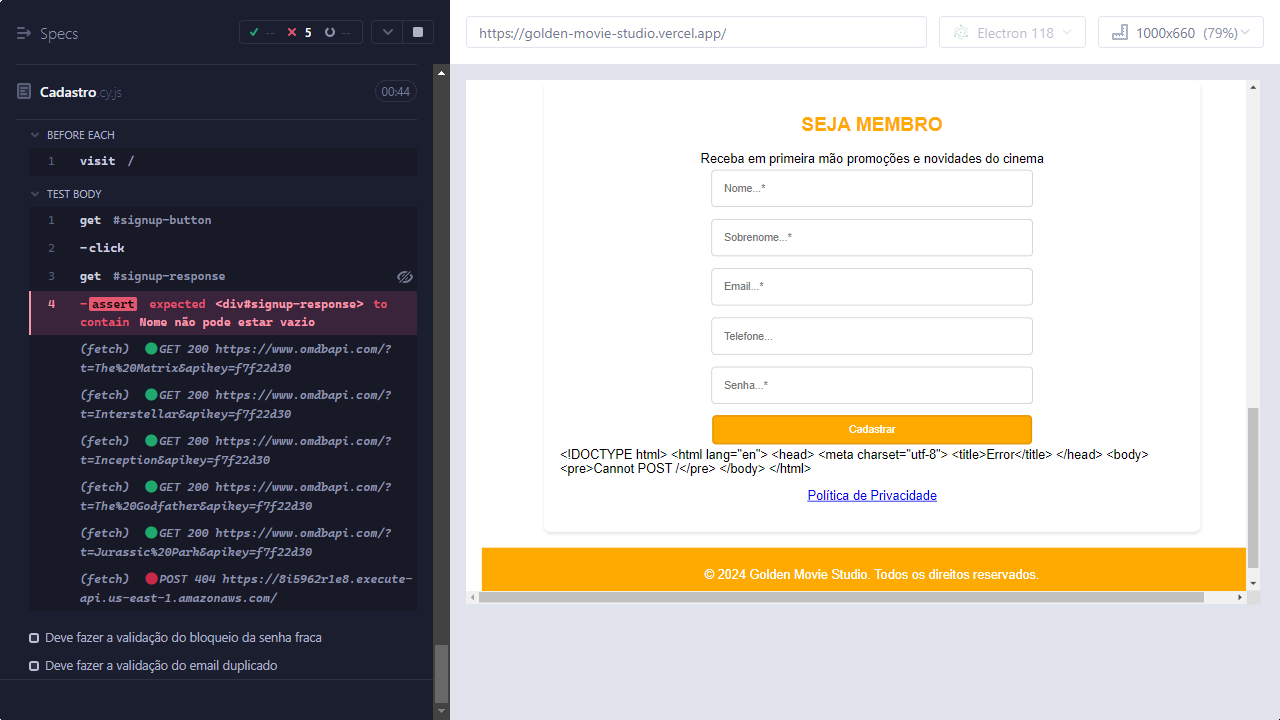 Specs
--
5
--
https://golden-movie-studio.vercel.app/
Electron 118
1000x660 (79%)
Cadastro.cy.js
00:44
BEFORE EACH
1 visit /
TEST BODY
1 get #signup-button
2 -click
3 get #signup-response
4 -assert expected <div#signup-response> to
contain Nome não pode estar vazio
(fetch) GET 200 https://www.omdbapi.com/?
t=The%20Matrix&apikey=f7f22d30
(fetch) GET 200 https://www.omdbapi.com/?
t=Interstellar&apikey=f7f22d30
(fetch) GET 200 https://www.omdbapi.com/?
t=Inception&apikey=f7f22d30
(fetch) GET 200 https://www.omdbapi.com/?
t=The%20Godfather&apikey=f7f22d30
(fetch) GET 200 https://www.omdbapi.com/?
t=Jurassic%20Park&apikey=f7f22d30
(fetch) POST 404 https://8i5962r1e8.execute-
api.us-east-1.amazonaws.com/
Deve fazer a validação do bloqueio da senha fraca
Deve fazer a validação do email duplicado
SEJA MEMBRO
Receba em primeira mão promoções e novidades do cinema
Nome...*
Sobrenome...*
Email...*
Telefone...
Senha...*
Cadastrar
<!DOCTYPE html> <html lang="en"> <head> <meta charset="utf-8"> <title>Error</title> </head> <body>
<pre>Cannot POST /</pre> </body> </html>
Política de Privacidade
© 2024 Golden Movie Studio. Todos os direitos reservados.